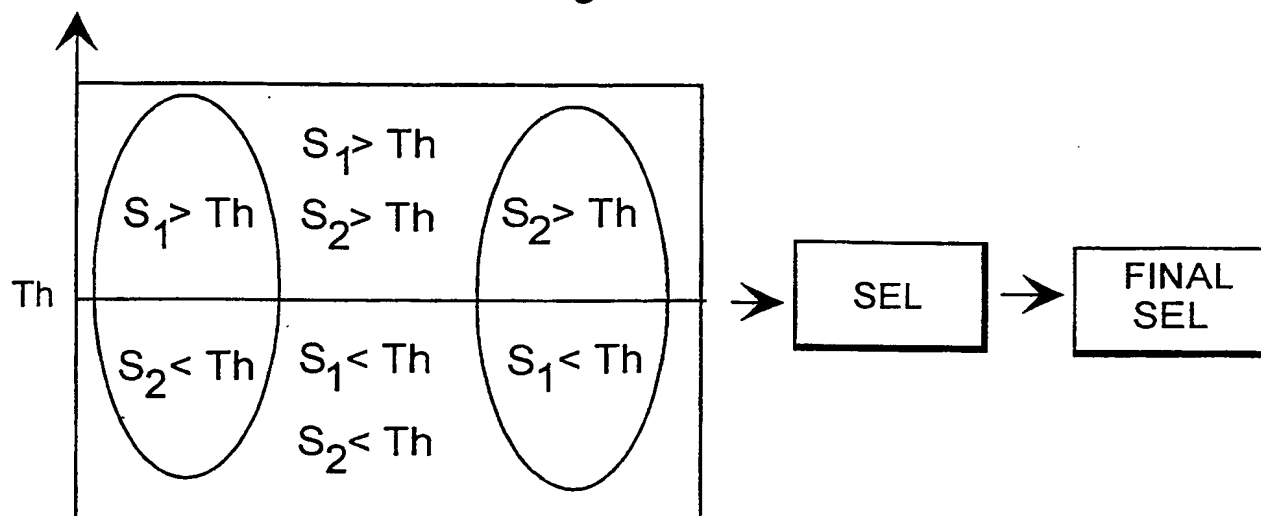 S₁> Th
S₁> Th
S₂> Th
S₂> Th
Th
S₂< Th
S₁< Th
S₁< Th
S₂< Th
SEL
FINAL
SEL